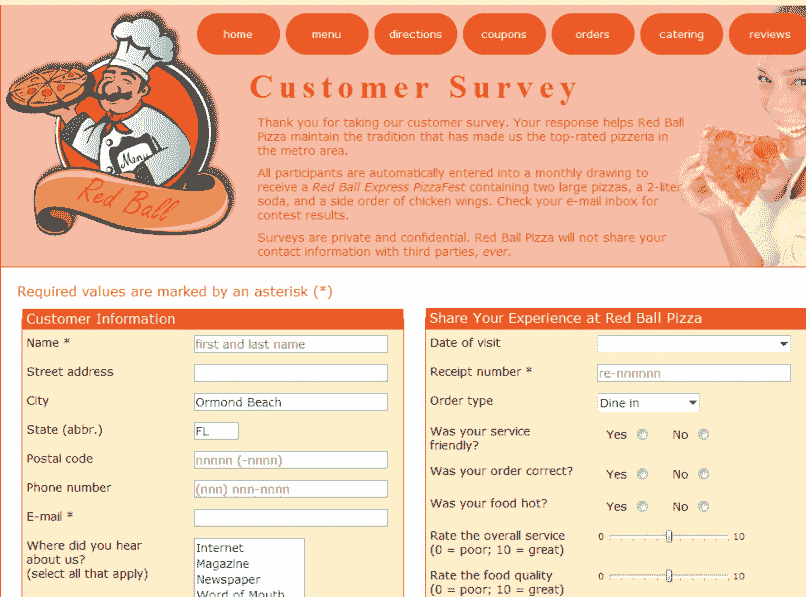 home
menu
directions
coupons
orders
catering
reviews
Menu
Red Ball
Customer Survey
Thank you for taking our customer survey. Your response helps Red Ball
Pizza maintain the tradition that has made us the top-rated pizzeria in
the metro area.
All participants are automatically entered into a monthly drawing to
receive a Red Ball Express PizzaFest containing two large pizzas, a 2-liter
soda, and a side order of chicken wings. Check your e-mail inbox for
contest results.
Surveys are private and confidential. Red Ball Pizza will not share your
contact information with third parties, ever.
Required values are marked by an asterisk (*)
Customer Information
Name * first and last name
Street address
City Ormond Beach
State (abbr.) FL
Postal code nnnnn (-nnnn)
Phone number (nnn) nnn-nnnn
E-mail *
Where did you hear
about us?
(select all that apply)
Internet
Magazine
Newspaper
Word of Mouth
Share Your Experience at Red Ball Pizza
Date of visit
Receipt number * re-nnnnnn
Order type Dine in
Was your service
friendly?
Yes No
Was your order correct? Yes No
Was your food hot? Yes No
Rate the overall service
(0 = poor; 10 = great)
0 10
Rate the food quality
(0 = poor; 10 = great)
0 10